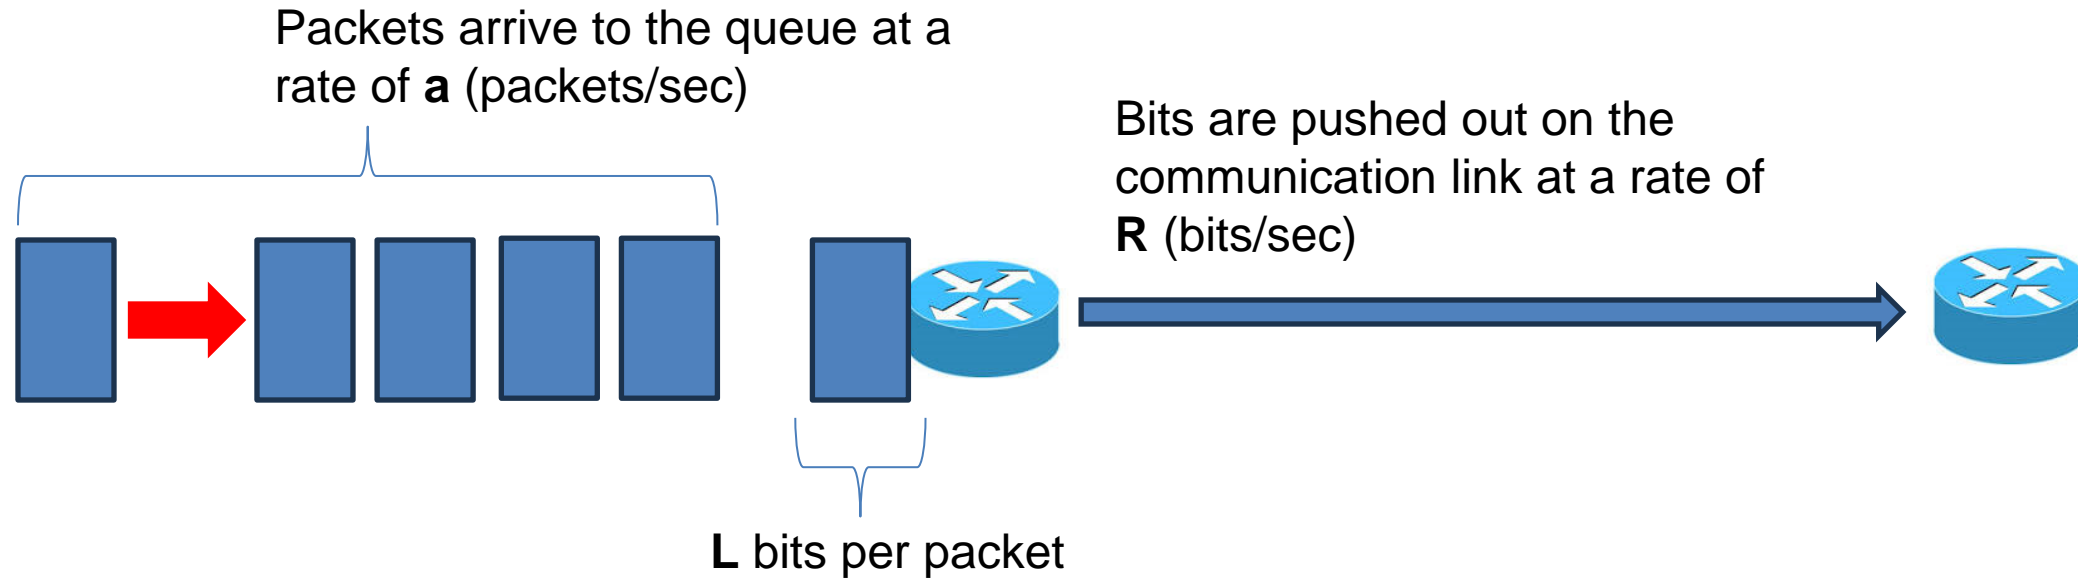 Packets arrive to the queue at a
rate of a (packets/sec)
Bits are pushed out on the
communication link at a rate of
R (bits/sec)
L bits per packet